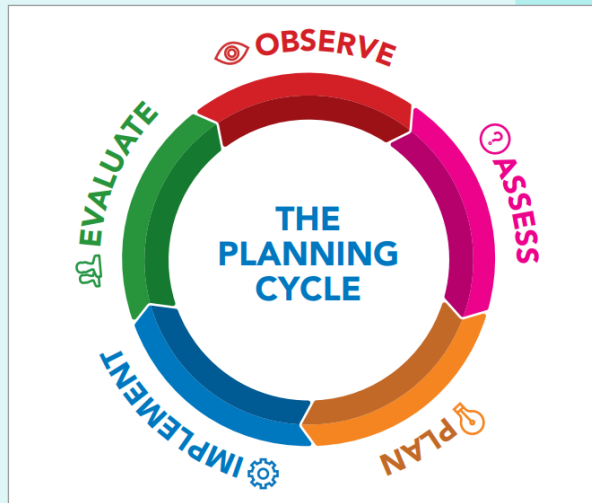 OBSERVE
ASSESS
PLAN
IMPLEMENT
EVALUATE
THE
PLANNING
CYCLE